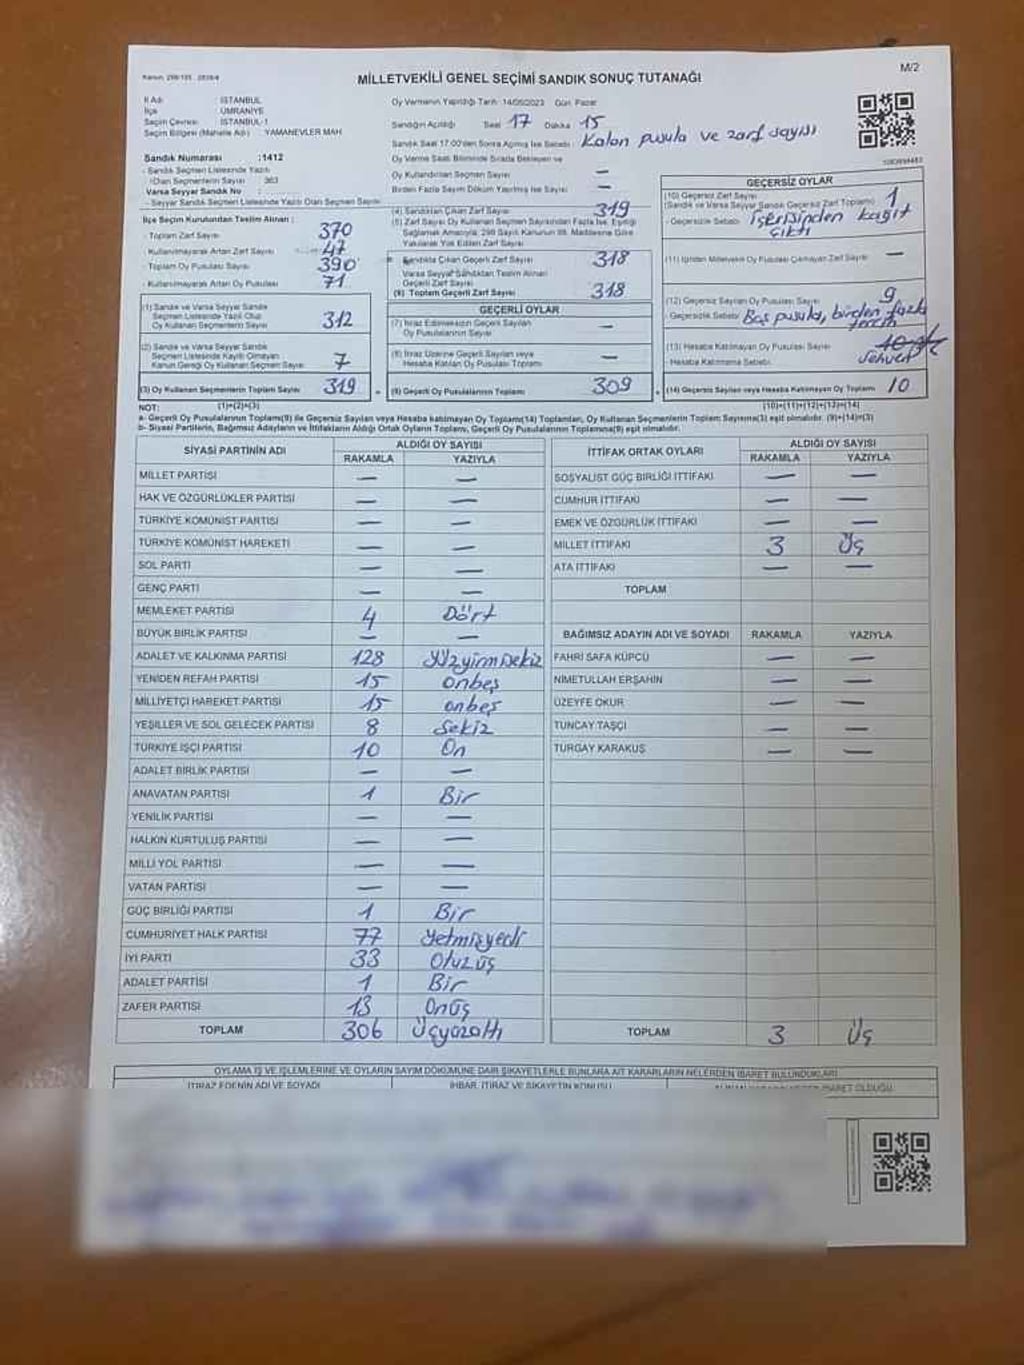 MİLLETVEKİLİ GENEL SEÇİMİ SANDIK SONUÇ TUTANAĞI
M/2
İl Adı : İSTANBUL
İlçe : ÜMRANİYE
Seçim Çevresi : İSTANBUL-1
Seçim Bölgesi (Mahalle Adı) : YAMANEVLER MAH.
Sandık Numarası :1412
- Sandık Seçmen Listesinde Yazılı
Olan Seçmenlerin Sayısı : 363
Varsa Seyyar Sandık No :
- Seyyar Seçmen Listesinde Yazılı Olan Seçmen Sayısı
İlçe Seçim Kurulundan Teslim Alınan :
- Toplam Zarf Sayısı 370
- Kullanılmayarak Artan Zarf Sayısı 47
- Toplam Oy Pusulası Sayısı 390
- Kullanılmayarak Artan Oy Pusulası 71
(1) Sandık ve Varsa Seyyar Sandık
Seçmen Listesinde Yazılı Olup
Oy Kullanan Seçmenlerin Sayısı 312
(2) Sandık ve Varsa Seyyar Sandık
Seçmen Listesinde Kayıtlı Olmayan
Kanun Gereği Oy Kullanan Seçmen Sayısı 7
(3) Oy Kullanan Seçmenlerin Toplam Sayısı 319
(1)+(2)=(3)
Oy Vermenin Yapıldığı Tarih: 14/05/2023 Gün: Pazar
Sandığın Açıldığı Saat 17 Dakika 15
Sandık Saat 17.00'den Sonra Açılmış İse Sebebi: Kalan pusula ve zarf sayısı
Oy Verme Saati Bitiminde Sırada Bekleyen ve
Oy Kullandırılan Seçmen Sayısı —
Birden Fazla Sayım Döküm Yapılmış İse Sayısı —
(4) Sandıktan Çıkan Zarf Sayısı 319
(5) Zarf Sayısı Oy Kullanan Seçmen Sayısından Fazla İse, Eşitliği
Sağlamak Amacıyla, 298 Sayılı Kanunun 98. Maddesine Göre
Yakılarak Yok Edilen Zarf Sayısı
Sandıkta Çıkan Geçerli Zarf Sayısı 318
Varsa Seyyar Sandıktan Teslim Alınan
Geçerli Zarf Sayısı
(6) Toplam Geçerli Zarf Sayısı 318
GEÇERLİ OYLAR
(7) İtiraz Edilmeksizin Geçerli Sayılan
Oy Pusulalarının Sayısı —
(8) İtiraz Üzerine Geçerli Sayılan veya
Hesaba Katılan Oy Pusulası Toplamı —
(9) Geçerli Oy Pusulalarının Toplamı 309
GEÇERSİZ OYLAR
(10) Geçersiz Zarf Sayısı 1
(Sandık ve Varsa Seyyar Sandık Geçersiz Zarf Toplamı)
- Geçersizlik Sebebi İçerisinden kağıt
çıktı
(11) İçinden Milletvekili Oy Pusulası Çıkmayan Zarf Sayısı —
(12) Geçersiz Sayılan Oy Pusulası Sayısı 9
- Geçersizlik Sebebi Boş pusula, birden fazla
tercih
(13) Hesaba Katılmayan Oy Pusulası Sayısı
- Hesaba Katılmama Sebebi Sehven
(14) Geçersiz Sayılan veya Hesaba Katılmayan Oy Toplamı 10
(10)+(11)+(12)+(13)=(14)
NOT:
a- Geçerli Oy Pusulalarının Toplamı(9) ile Geçersiz Sayılan veya Hesaba katılmayan Oy Toplamı(14) Toplamları, Oy Kullanan Seçmenlerin Toplam Sayısına(3) eşit olmalıdır. (9)+(14)=(3)
b- Siyasi Partilerin, Bağımsız Adayların ve İttifakların Aldığı Ortak Oyların Toplamı, Geçerli Oy Pusulalarının Toplamına(9) eşit olmalıdır.
SİYASİ PARTİNİN ADI ALDIĞI OY SAYISI
RAKAMLA YAZIYLA
MİLLET PARTİSİ — —
HAK VE ÖZGÜRLÜKLER PARTİSİ — —
TÜRKİYE KOMÜNİST PARTİSİ — —
TÜRKİYE KOMÜNİST HAREKETİ — —
SOL PARTİ — —
GENÇ PARTİ — —
MEMLEKET PARTİSİ 4 Dört
BÜYÜK BİRLİK PARTİSİ — —
ADALET VE KALKINMA PARTİSİ 128 Yüzyirmisekiz
YENİDEN REFAH PARTİSİ 15 onbeş
MİLLİYETÇİ HAREKET PARTİSİ 15 onbeş
YEŞİLLER VE SOL GELECEK PARTİSİ 8 Sekiz
TÜRKİYE İŞÇİ PARTİSİ 10 On
ADALET BİRLİK PARTİSİ — —
ANAVATAN PARTİSİ 1 Bir
YENİLİK PARTİSİ — —
HALKIN KURTULUŞ PARTİSİ — —
MİLLİ YOL PARTİSİ — —
VATAN PARTİSİ — —
GÜÇ BİRLİĞİ PARTİSİ 1 Bir
CUMHURİYET HALK PARTİSİ 77 Yetmişyedi
İYİ PARTİ 33 Otuzüç
ADALET PARTİSİ 1 Bir
ZAFER PARTİSİ 13 Onüç
TOPLAM 306 Üçyüzaltı
İTTİFAK ORTAK OYLARI ALDIĞI OY SAYISI
RAKAMLA YAZIYLA
SOSYALİST GÜÇ BİRLİĞİ İTTİFAKI — —
CUMHUR İTTİFAKI — —
EMEK VE ÖZGÜRLÜK İTTİFAKI — —
MİLLET İTTİFAKI 3 Üç
ATA İTTİFAKI — —
TOPLAM
BAĞIMSIZ ADAYIN ADI VE SOYADI RAKAMLA YAZIYLA
FAHRİ SAFA KÜPCÜ — —
NİMETULLAH ERŞAHİN — —
ÜZEYFE OKUR — —
TUNCAY TAŞÇI — —
TURGAY KARAKUŞ — —
TOPLAM 3 Üç
OYLAMA İŞ VE İŞLEMLERİNE VE OYLARIN SAYIM DÖKÜMÜNE DAİR ŞİKAYETLERLE BUNLARA AİT KARARLARIN NELERDEN İBARET BULUNDUKLARI
İTİRAZ EDENİN ADI VE SOYADI İHBAR, İTİRAZ VE ŞİKAYETİN KONUSU